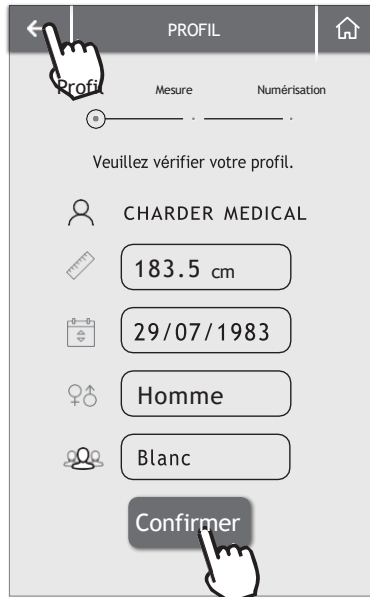 PROFIL
Profil Mesure Numérisation
Veuillez vérifier votre profil.
CHARDER MEDICAL
183.5 cm
29/07/1983
Homme
Blanc
Confirmer